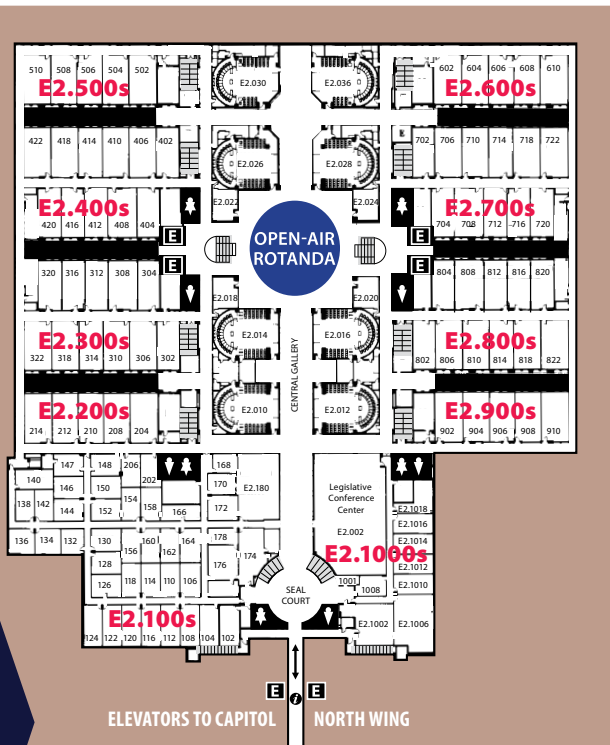 510 508 506 504 502
E2.500s
E2.030
E2.036
602 604 606 608 610
E2.600s
422 418 414 410 406 402
E2.026
E2.028
E
702 706 710 714 718 722
E2.400s
420 416 412 408 404
E2.022
E2.024
E2.700s
704 708 712 716 720
E
E
OPEN-AIR
ROTANDA
E
E
320 316 312 308 304
E2.018
E2.020
804 808 812 816 820
E2.300s
322 318 314 310 306 302
E2.014
E2.016
E2.800s
802 806 810 814 818 822
CENTRAL GALLERY
E2.200s
214 212 210 208 204
E2.010
E2.012
E2.900s
902 904 906 908 910
147 148 206 168
140 146 150 202 170 E2.180
138 142 144 152 154 158 166 172
136 134 132 130 160 164 178
156 162 174
128 176
126 118 114 110 106
E2.100s
124 122 120 116 112 108 104 102
Legislative
Conference
Center
E2.002
E2.1000s
E2.1018
E2.1016
E2.1014
E2.1012
E2.1010
1001
1008
E2.1002 E2.1006
SEAL
COURT
E i E
ELEVATORS TO CAPITOL NORTH WING